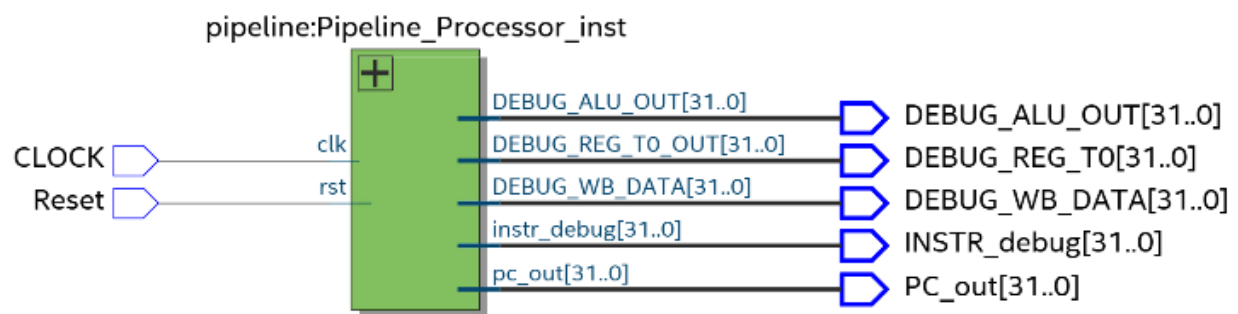 pipeline:Pipeline_Processor_inst
DEBUG_ALU_OUT[31..0]
DEBUG_ALU_OUT[31..0]
CLOCK
clk
DEBUG_REG_T0_OUT[31..0]
DEBUG_REG_T0[31..0]
Reset
rst
DEBUG_WB_DATA[31..0]
DEBUG_WB_DATA[31..0]
instr_debug[31..0]
INSTR_debug[31..0]
pc_out[31..0]
PC_out[31..0]